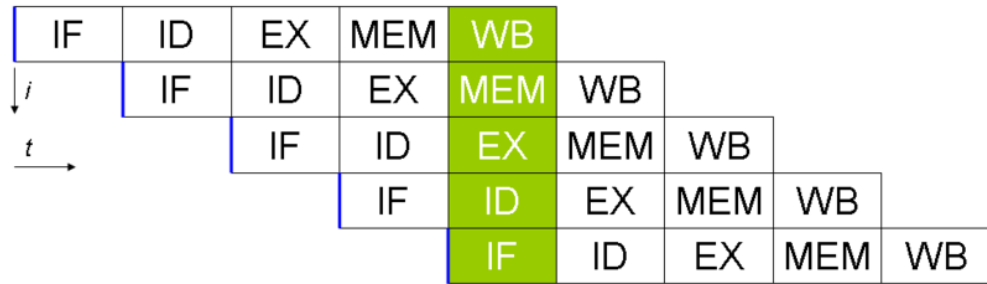 IF ID EX MEM WB
i IF ID EX MEM WB
t IF ID EX MEM WB
IF ID EX MEM WB
IF ID EX MEM WB